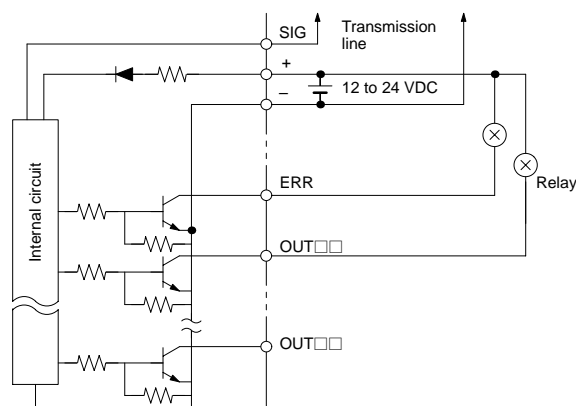 SIG
Transmission
line
+
12 to 24 VDC
–
Internal circuit
ERR
Relay
OUT□□
OUT□□